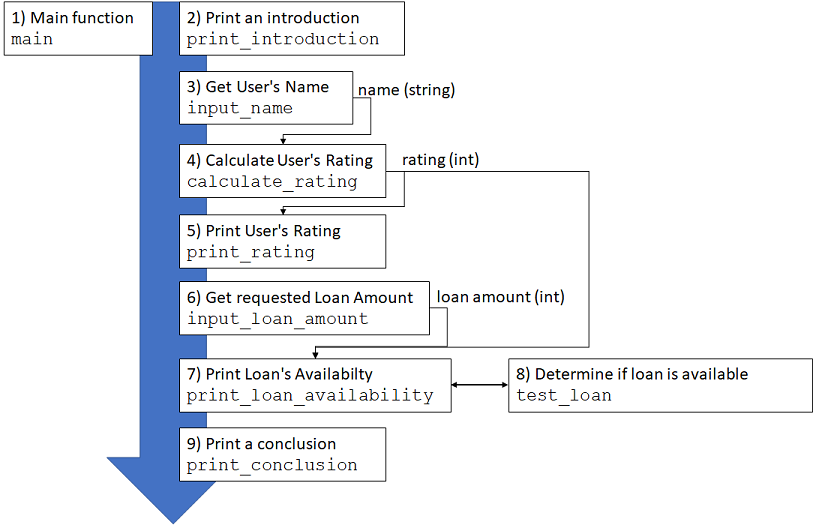 1) Main function
main
2) Print an introduction
print_introduction
3) Get User's Name
input_name
name (string)
4) Calculate User's Rating
calculate_rating
rating (int)
5) Print User's Rating
print_rating
6) Get requested Loan Amount
input_loan_amount
loan amount (int)
7) Print Loan's Availabilty
print_loan_availability
8) Determine if loan is available
test_loan
9) Print a conclusion
print_conclusion